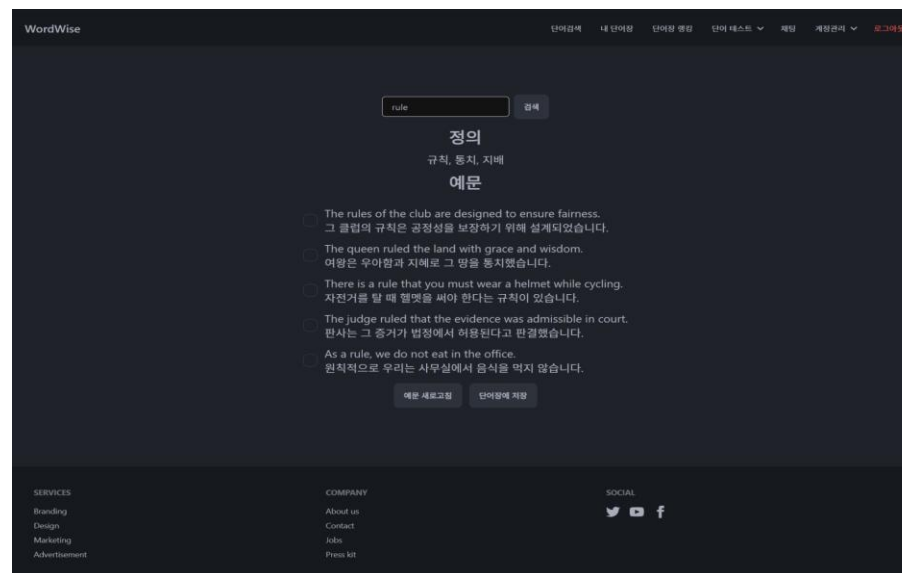 WordWise
단어검색 내 단어장 단어장 랭킹 단어 테스트 채팅 계정관리 로그아웃
rule 검색
정의
규칙, 통치, 지배
예문
The rules of the club are designed to ensure fairness.
그 클럽의 규칙은 공정성을 보장하기 위해 설계되었습니다.
The queen ruled the land with grace and wisdom.
여왕은 우아함과 지혜로 그 땅을 통치했습니다.
There is a rule that you must wear a helmet while cycling.
자전거를 탈 때 헬멧을 써야 한다는 규칙이 있습니다.
The judge ruled that the evidence was admissible in court.
판사는 그 증거가 법정에서 허용된다고 판결했습니다.
As a rule, we do not eat in the office.
원칙적으로 우리는 사무실에서 음식을 먹지 않습니다.
예문 새로고침 단어장에 저장
SERVICES COMPANY SOCIAL
Branding About us
Design Contact
Marketing Jobs
Advertisement Press kit